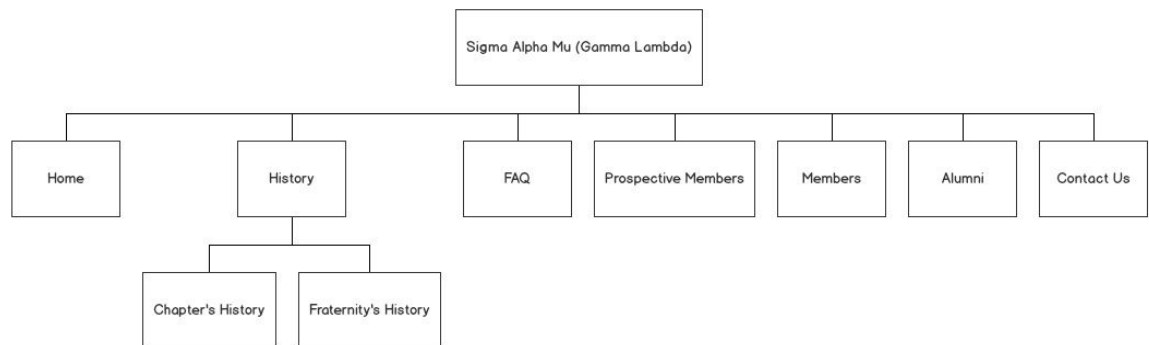 Sigma Alpha Mu (Gamma Lambda)
Home
History
FAQ
Prospective Members
Members
Alumni
Contact Us
Chapter's History
Fraternity's History